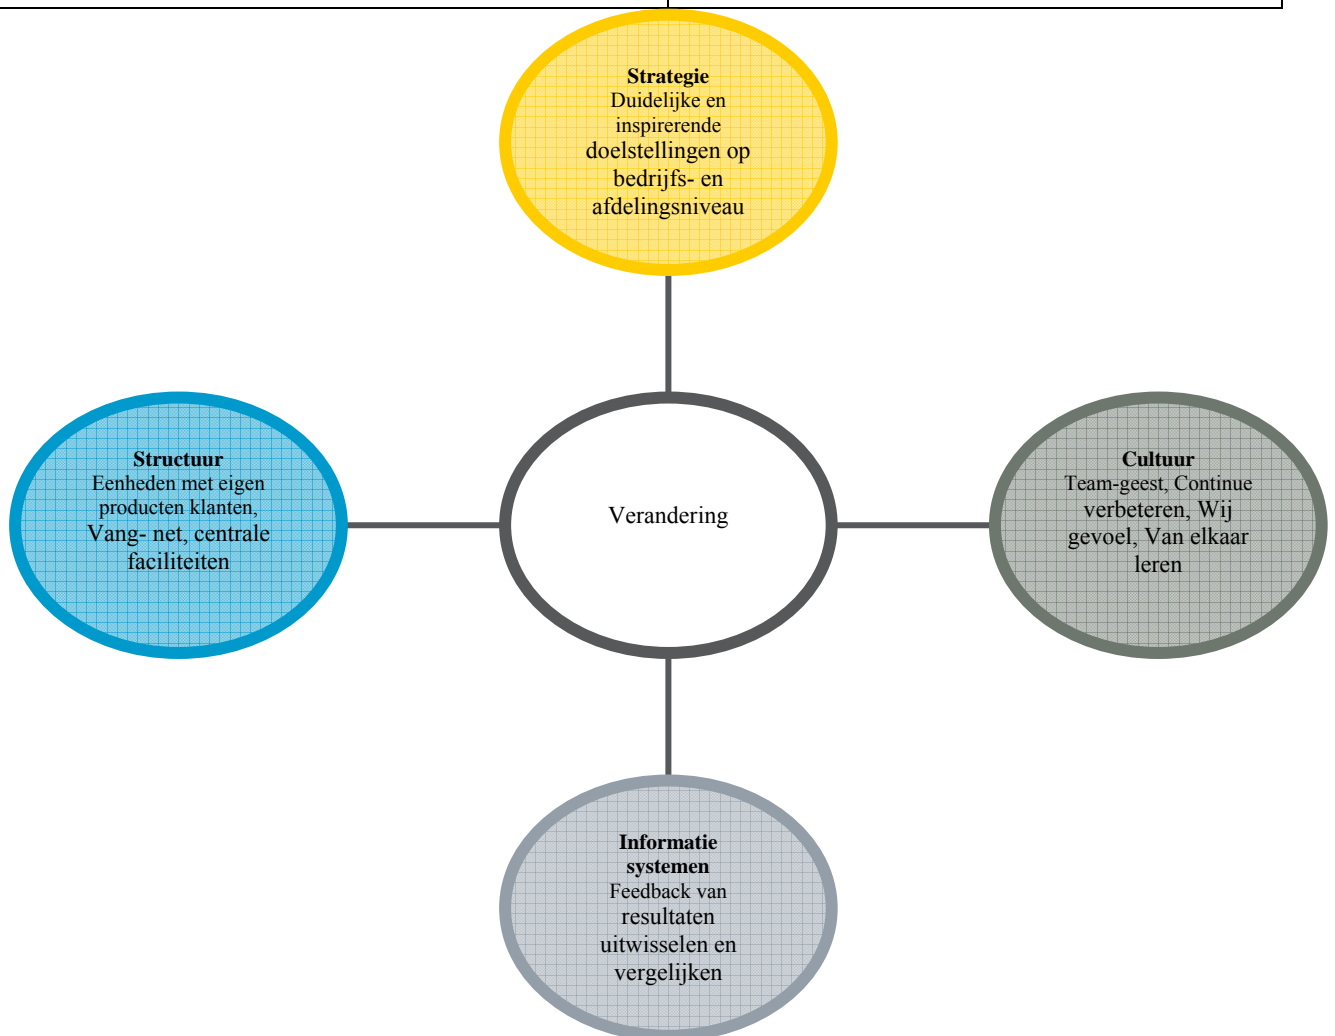 Strategie
Duidelijke en
inspirerende
doelstellingen op
bedrijfs- en
afdelingsniveau
Structuur
Eenheden met eigen
producten klanten,
Vang- net, centrale
faciliteiten
Verandering
Cultuur
Team-geest, Continue
verbeteren, Wij
gevoel, Van elkaar
leren
Informatie
systemen
Feedback van
resultaten
uitwisselen en
vergelijken